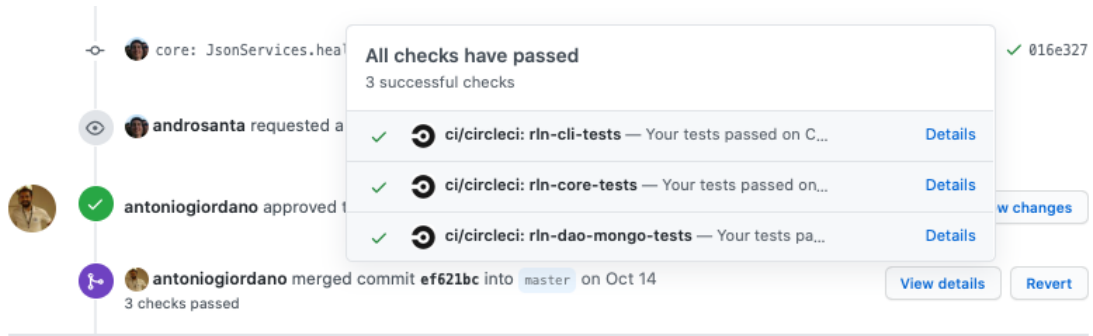 core: JsonServices.heal
016e327
All checks have passed
3 successful checks
ci/circleci: rln-cli-tests — Your tests passed on C...
Details
androsanta requested a
ci/circleci: rln-core-tests — Your tests passed on...
Details
antoniogiordano approved t
w changes
ci/circleci: rln-dao-mongo-tests — Your tests pa...
Details
antoniogiordano merged commit ef621bc into master on Oct 14
View details
Revert
3 checks passed